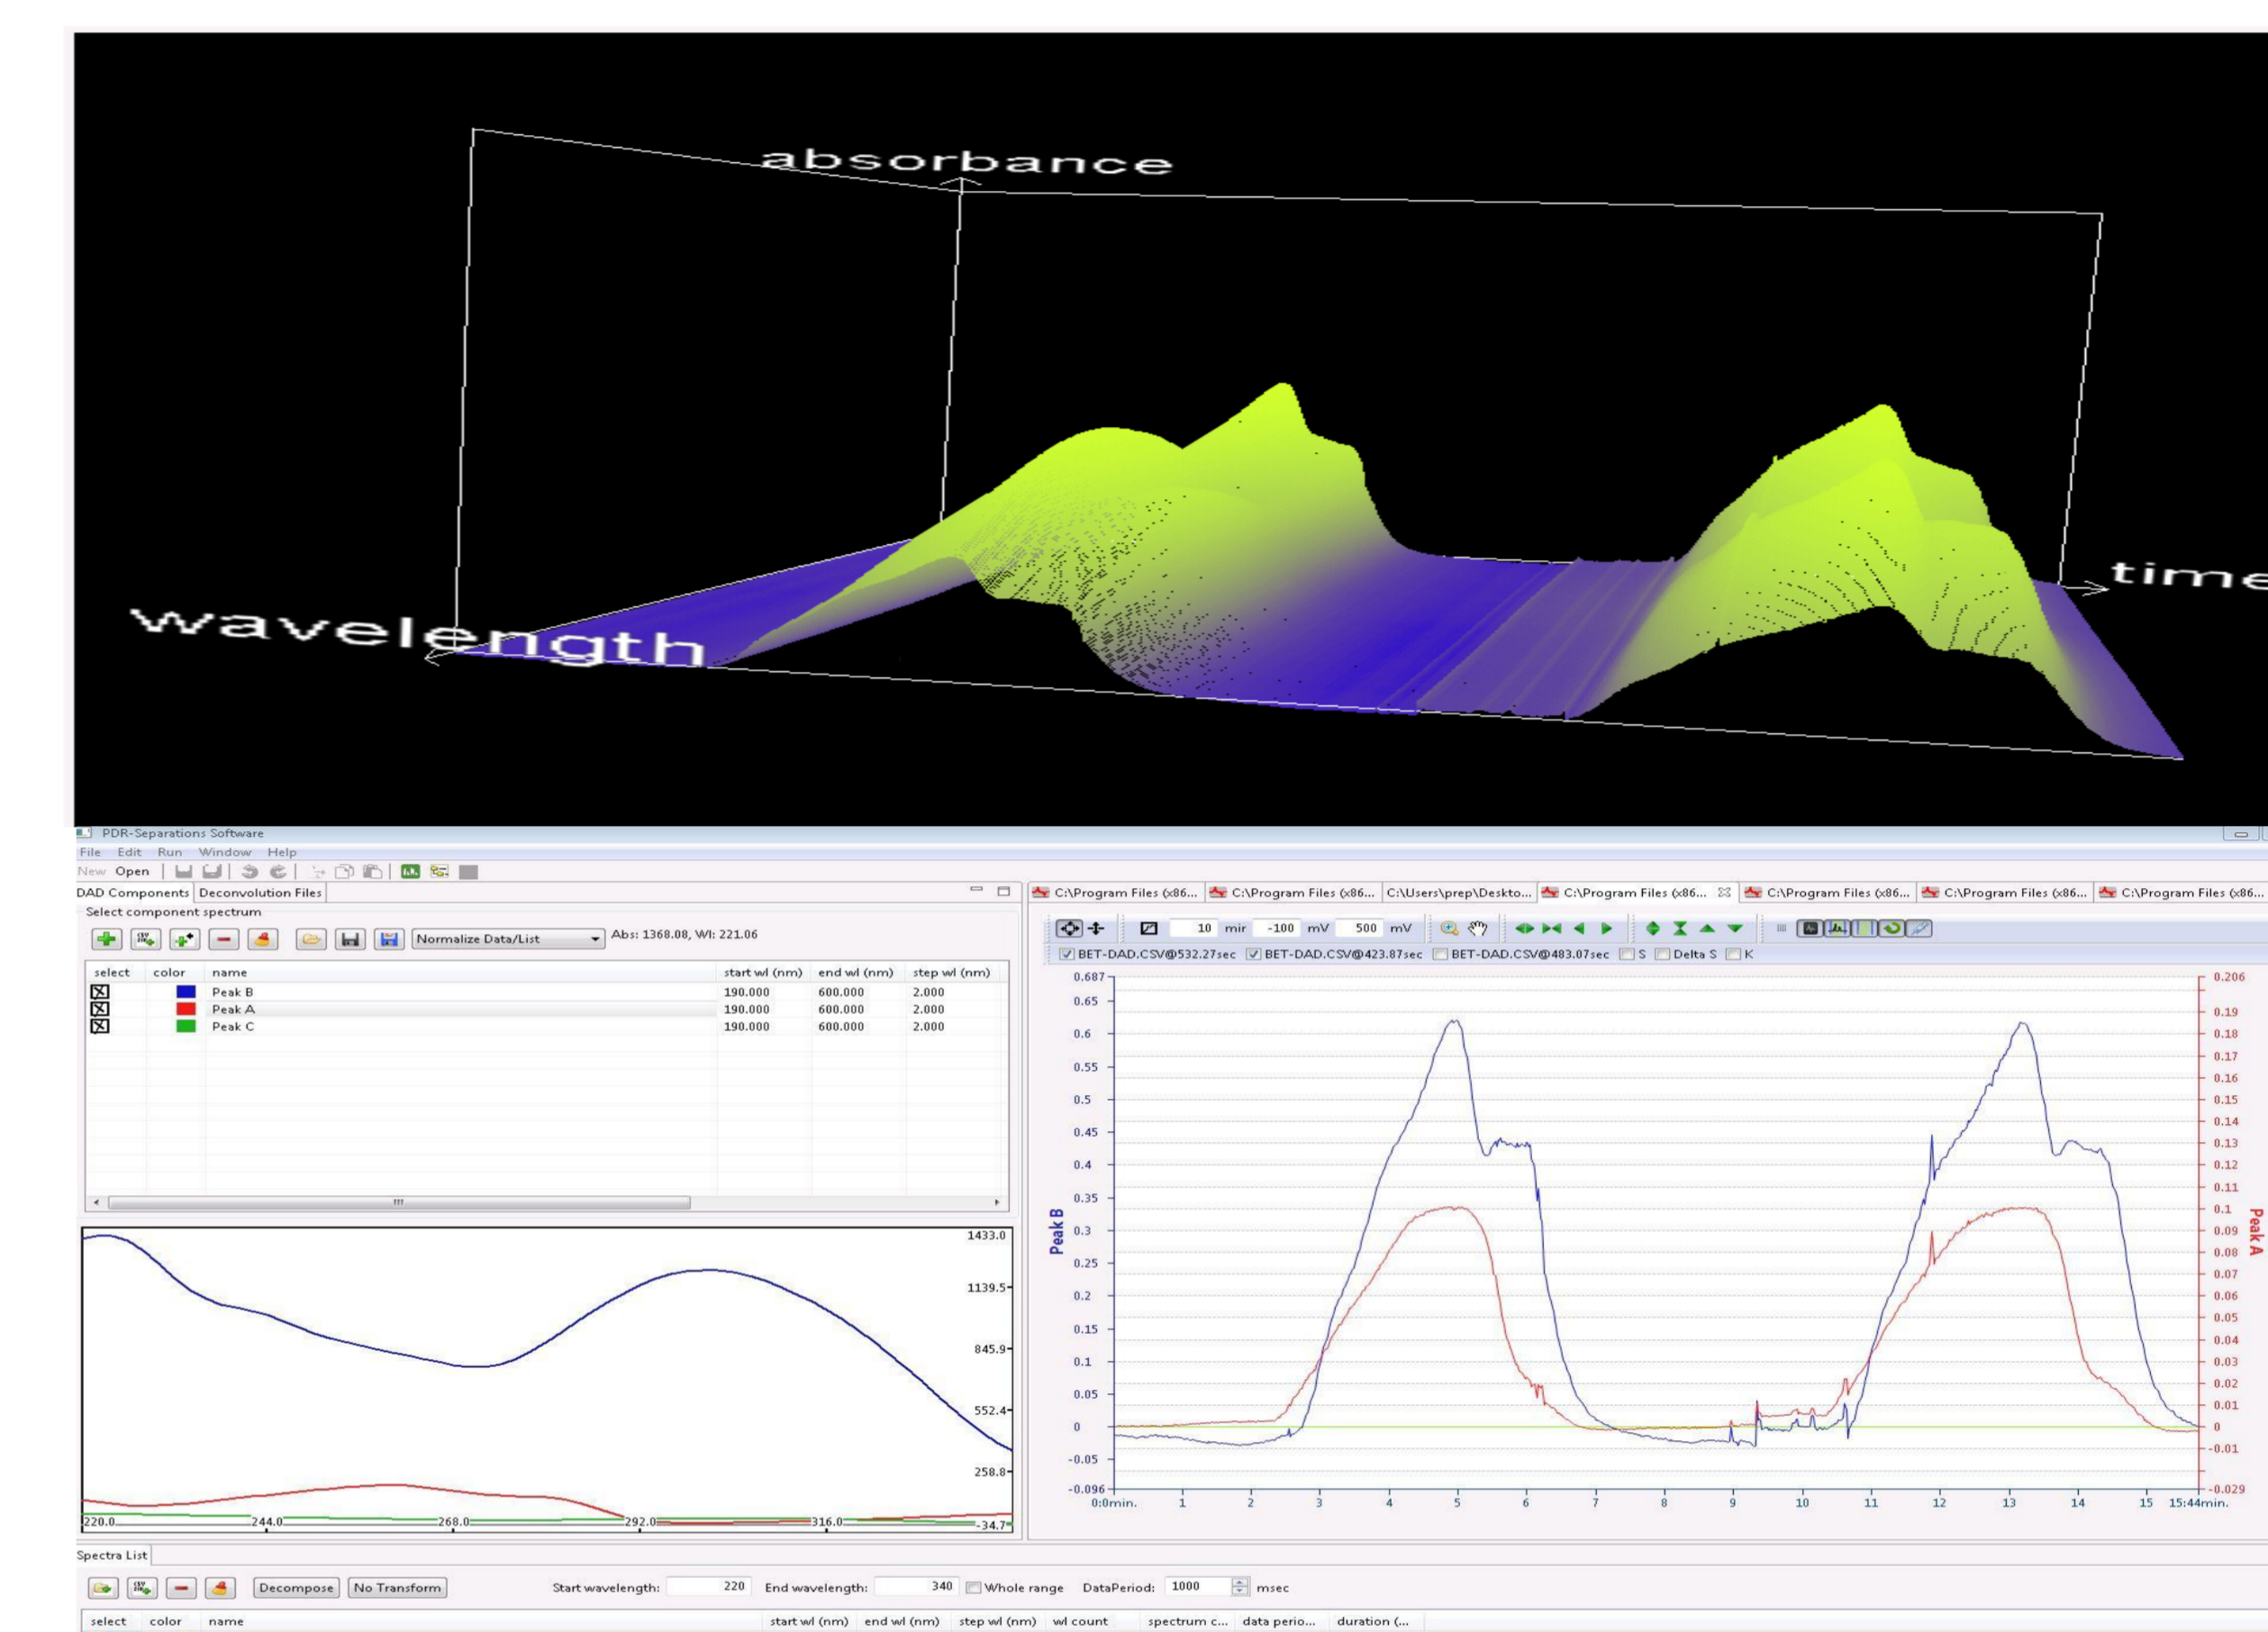 absorbance
wavelength
time
PDR-Separations Software
File Edit Run Window Help
New Open
DAD Components Deconvolution Files
Select component spectrum
Normalize Data/List Abs: 1368.08, WI: 221.06
select color name start wl (nm) end wl (nm) step wl (nm)
Peak B 190.000 600.000 2.000
Peak A 190.000 600.000 2.000
Peak C 190.000 600.000 2.000
1433.0
1139.5
845.9
552.4
258.8
220.0 244.0 268.0 292.0 316.0 -34.7
C:\Program Files (x86... C:\Program Files (x86... C:\Users\prep\Deskto... C:\Program Files (x86... C:\Program Files (x86... C:\Program Files (x86... C:\Program Files (x86...
10 mir -100 mV 500 mV
BET-DAD.CSV@532.27sec BET-DAD.CSV@423.87sec BET-DAD.CSV@483.07sec S Delta S K
0.687
0.65
0.6
0.55
0.5
0.45
0.4
0.35
0.3
0.25
0.2
0.15
0.1
0.05
0
-0.05
-0.096
Peak B
0.206
0.19
0.18
0.17
0.16
0.15
0.14
0.13
0.12
0.11
0.1
0.09
0.08
0.07
0.06
0.05
0.04
0.03
0.02
0.01
0
-0.01
-0.029
Peak A
0:0min. 1 2 3 4 5 6 7 8 9 10 11 12 13 14 15 15:44min.
Spectra List
Decompose No Transform Start wavelength: 220 End wavelength: 340 Whole range DataPeriod: 1000 msec
select color name start wl (nm) end wl (nm) step wl (nm) wl count spectrum c... data perio... duration (...